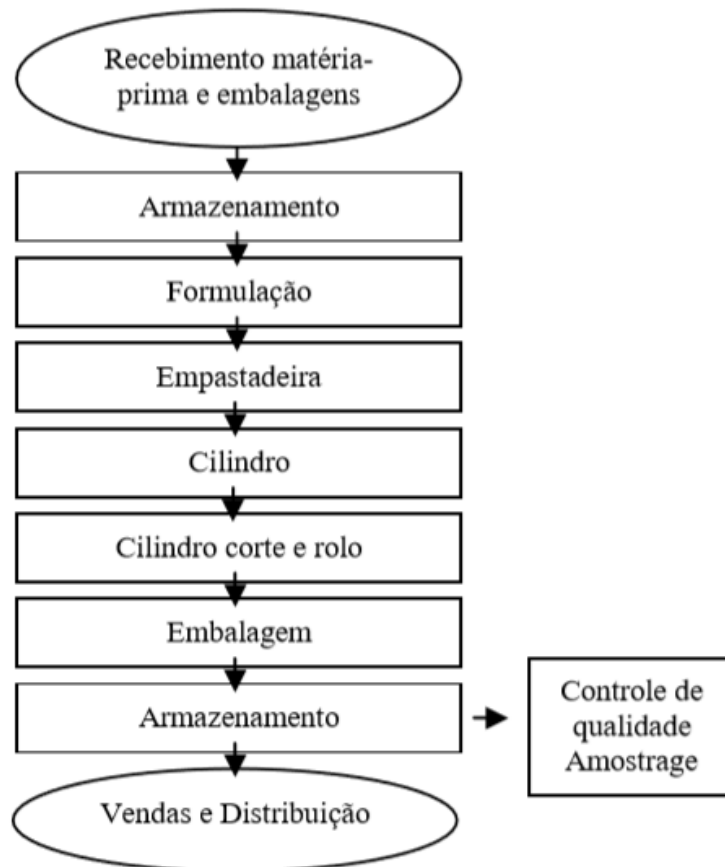 Recebimento matéria-
prima e embalagens
Armazenamento
Formulação
Empastadeira
Cilindro
Cilindro corte e rolo
Embalagem
Armazenamento
Controle de
qualidade
Amostrage
Vendas e Distribuição